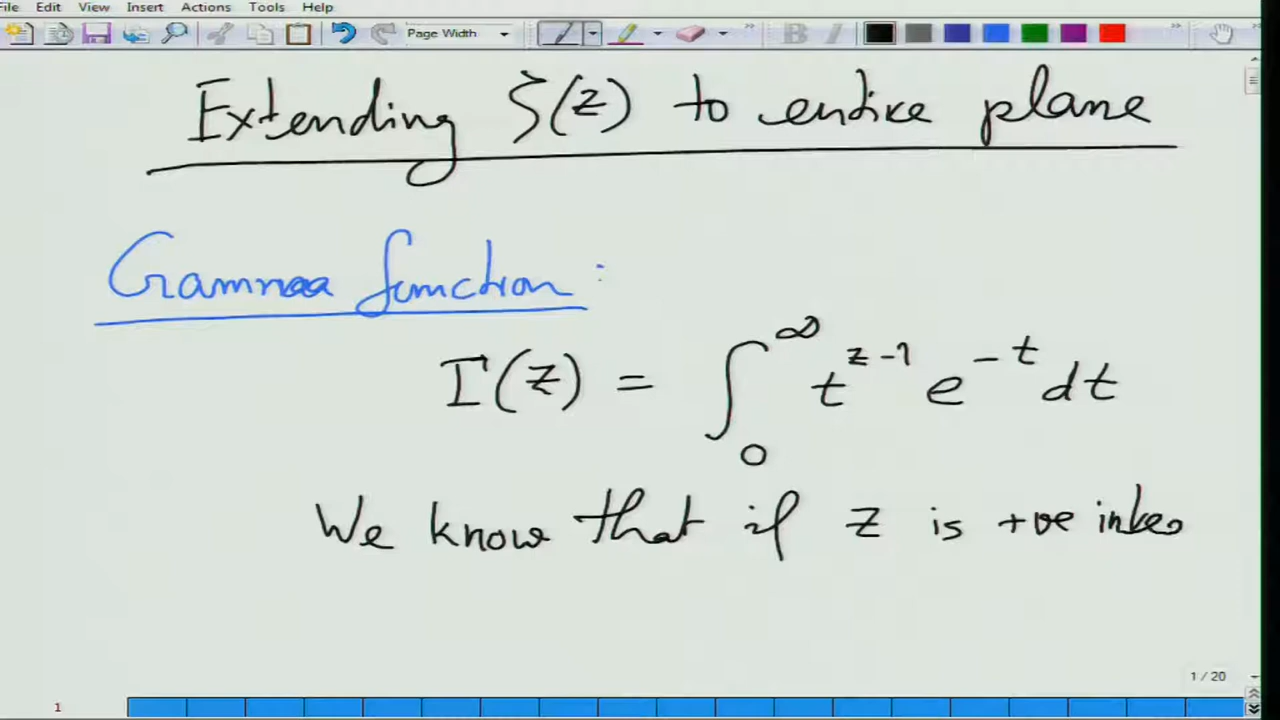 File Edit View Insert Actions Tools Help
Page Width
Extending ζ(z) to entire plane
Gamma function :
Γ(z) = ∫₀^∞ t^{z-1} e^{-t} dt
We know that if z is +ve
1 / 20
1